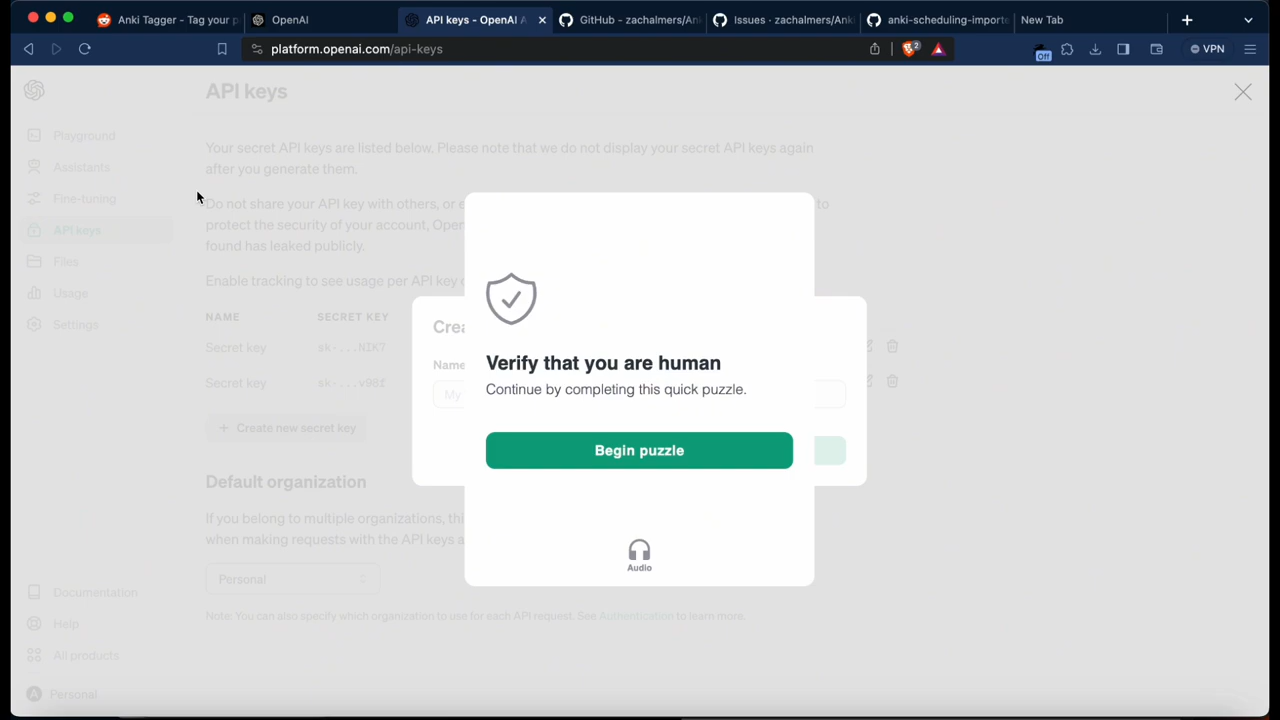 Anki Tagger - Tag your p
OpenAI
API keys - OpenAI A
GitHub - zachalmers/Ank
Issues · zachalmers/Anki
anki-scheduling-importe
New Tab
platform.openai.com/api-keys
2
Off
VPN
API keys
Playground
Assistants
Fine-tuning
API keys
Files
Usage
Settings
Your secret API keys are listed below. Please note that we do not display your secret API keys again
after you generate them.
Do not share your API key with others, or e
to
protect the security of your account, Open
found has leaked publicly.
Enable tracking to see usage per API key o
NAME SECRET KEY
Secret key sk-...NIK7
Secret key sk-...v98f
+ Create new secret key
Crea
Name
My
Verify that you are human
Continue by completing this quick puzzle.
Begin puzzle
Audio
Default organization
If you belong to multiple organizations, thi
when making requests with the API keys a
Personal
Note: You can also specify which organization to use for each API request. See Authentication to learn more.
Documentation
Help
All products
A Personal